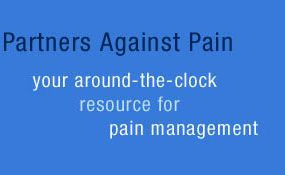 Partners Against Pain
your around-the-clock
resource for
pain management